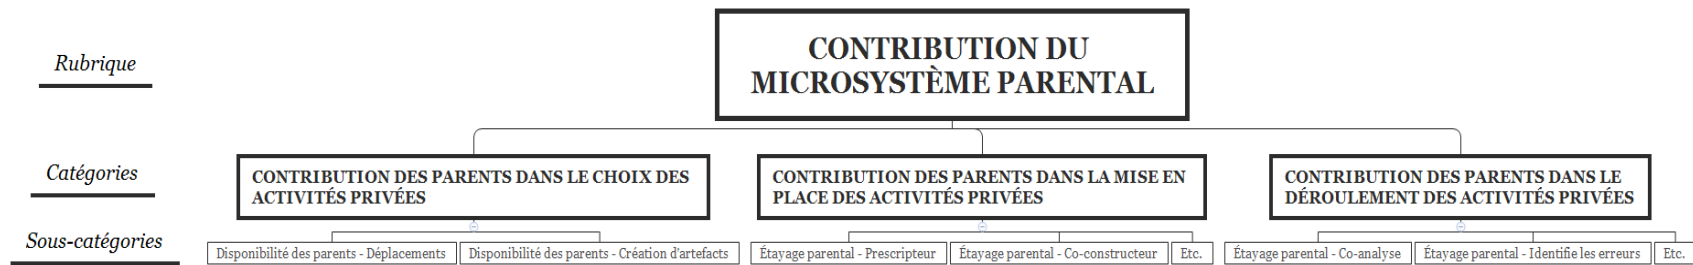 Rubrique
CONTRIBUTION DU
MICROSYSTÈME PARENTAL
Catégories
CONTRIBUTION DES PARENTS DANS LE CHOIX DES
ACTIVITÉS PRIVÉES
CONTRIBUTION DES PARENTS DANS LA MISE EN
PLACE DES ACTIVITÉS PRIVÉES
CONTRIBUTION DES PARENTS DANS LE
DÉROULEMENT DES ACTIVITÉS PRIVÉES
Sous-catégories
Disponibilité des parents - Déplacements
Disponibilité des parents - Création d'artefacts
Étayage parental - Prescripteur
Étayage parental - Co-constructeur
Etc.
Étayage parental - Co-analyse
Étayage parental - Identifie les erreurs
Etc.